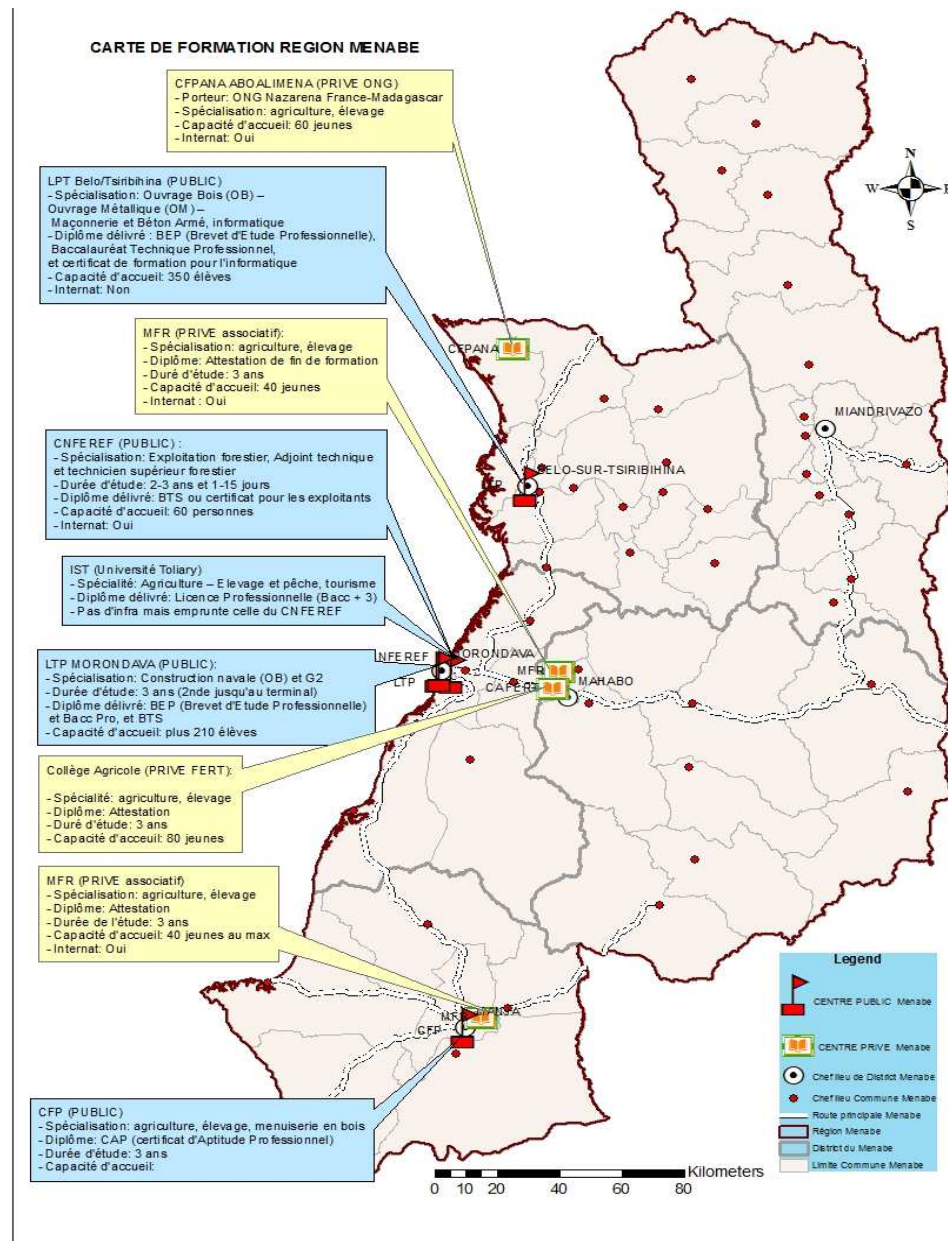 CARTE DE FORMATION REGION MENABE
CFPANA ABOALIMENA (PRIVE ONG)
- Porteur: ONG Nazarena France-Madagascar
- Spécialisation: agriculture, élevage
- Capacité d'accueil: 60 jeunes
- Internat: Oui
LPT Belo/Tsiribihina (PUBLIC)
- Spécialisation: Ouvrage Bois (OB) –
Ouvrage Métallique (OM) –
Maçonnerie et Béton Armé, informatique
- Diplôme délivré : BEP (Brevet d'Etude Professionnelle),
Baccalauréat Technique Professionnel,
et certificat de formation pour l'informatique
- Capacité d'accueil: 350 élèves
- Internat: Non
MFR (PRIVE associatif):
- Spécialisation: agriculture, élevage
- Diplôme: Attestation de fin de formation
- Duré d'étude: 3 ans
- Capacité d'accueil: 40 jeunes
- Internat : Oui
CNFEREF (PUBLIC) :
- Spécialisation: Exploitation forestier, Adjoint technique
et technicien supérieur forestier
- Durée d'étude: 2-3 ans et 1-15 jours
- Diplôme délivré: BTS ou certificat pour les exploitants
- Capacité d'accueil: 60 personnes
- Internat: Oui
IST (Université Toliary)
- Spécialité: Agriculture – Elevage et pêche, tourisme
- Diplôme délivré: Licence Professionnelle (Bacc + 3)
- Pas d'infra mais emprunte celle du CNFEREF
LTP MORONDAVA (PUBLIC):
- Spécialisation: Construction navale (OB) et G2
- Durée d'étude: 3 ans (2nde jusqu'au terminal)
- Diplôme délivré: BEP (Brevet d'Etude Professionnelle)
et Bacc Pro, et BTS
- Capacité d'accueil: plus 210 élèves
Collège Agricole (PRIVE FERT):
- Spécialité: agriculture, élevage
- Diplôme: Attestation
- Duré d'étude: 3 ans
- Capacité d'acceuil: 80 jeunes
MFR (PRIVE associatif)
- Spécialisation: agriculture, élevage
- Diplôme: Attestation
- Durée de l'étude: 3 ans
- Capacité d'accueil: 40 jeunes au max
- Internat: Oui
CFP (PUBLIC)
- Spécialisation: agriculture, élevage, menuiserie en bois
- Diplôme: CAP (certificat d'Aptitude Professionnel)
- Durée d'étude: 3 ans
- Capacité d'accueil:
N
W E
S
CFPANA
MIANDRIVAZO
BELO-SUR-TSIRIBIHINA
NFEREF
ORONDAVA
LTP
MFR
MAHABO
CAFERT
CFP
Legend
CENTRE PUBLIC Menabe
CENTRE PRIVE Menabe
Chef lieu de District Menabe
Chef lieu Commune Menabe
Route principale Menabe
Région Menabe
District du Menabe
Limite Commune Menabe
Kilometers
0 10 20 40 60 80